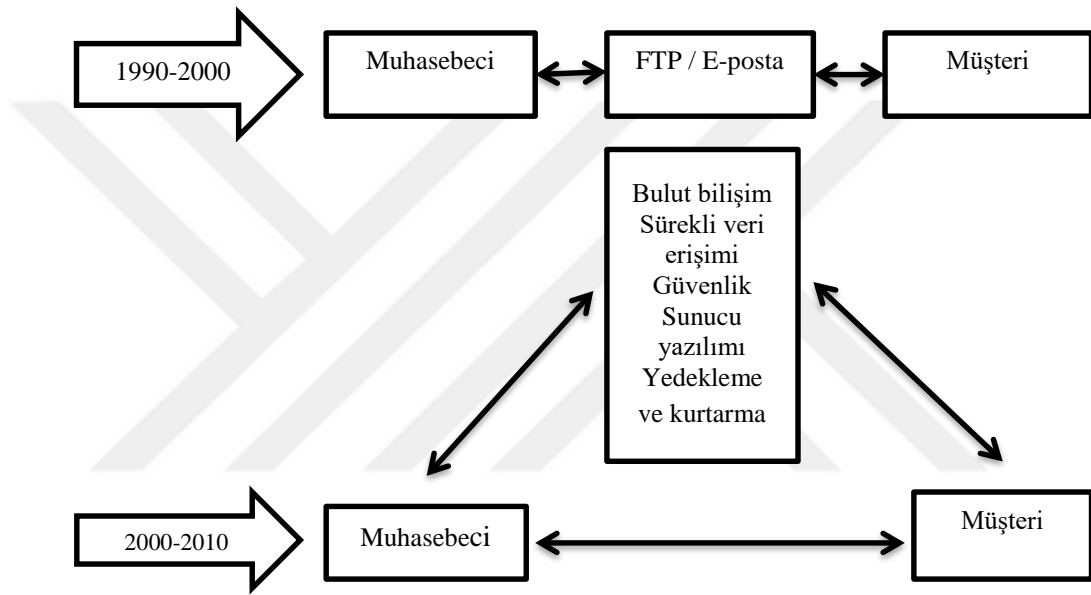 1990-2000
Muhasebeci
FTP / E-posta
Müşteri
Bulut bilişim
Sürekli veri
erişimi
Güvenlik
Sunucu
yazılımı
Yedekleme
ve kurtarma
2000-2010
Muhasebeci
Müşteri